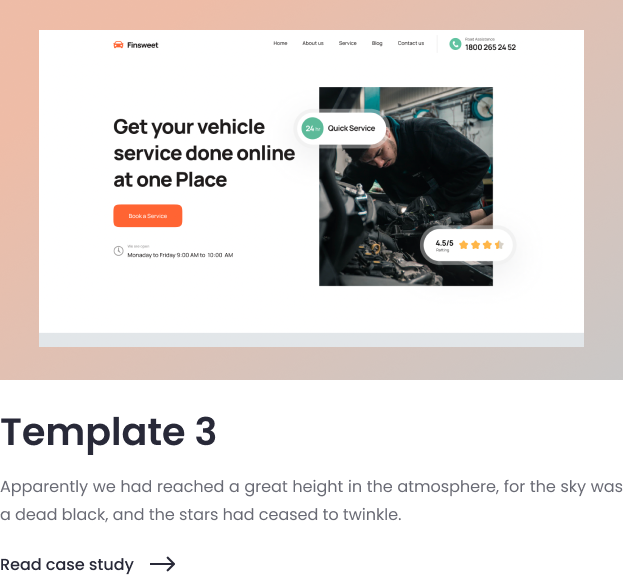 Finsweet
Home About us Service Blog Contact us
Road Assistance
1800 265 24 52
Get your vehicle
service done online
at one Place
24 H Quick Service
Book a Service
4.5/5
Rating
We are open
Monaday to Friday 9:00 AM to 10:00 AM
Template 3
Apparently we had reached a great height in the atmosphere, for the sky was
a dead black, and the stars had ceased to twinkle.
Read case study